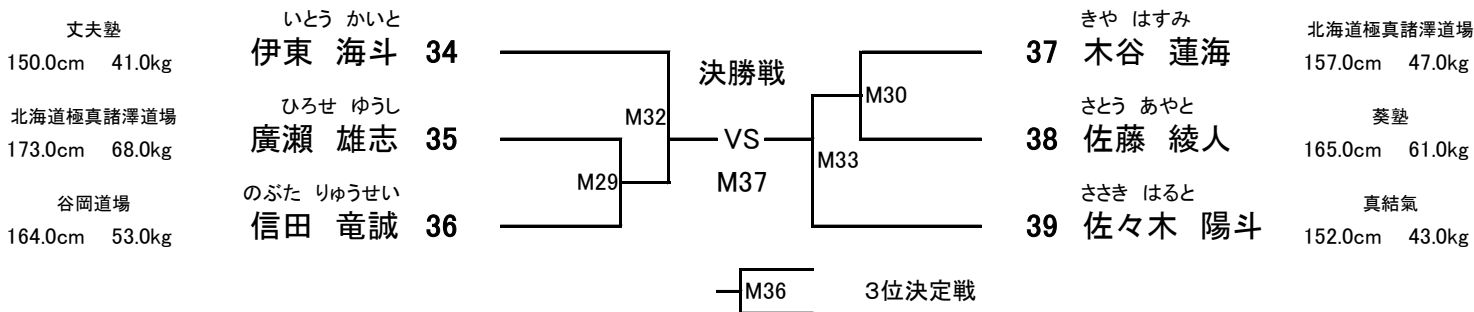 丈夫塾
150.0cm 41.0kg
いとう かいと
伊東 海斗 34
北海道極真諸澤道場
173.0cm 68.0kg
ひろせ ゆうし
廣瀨 雄志 35
谷岡道場
164.0cm 53.0kg
のぶた りゅうせい
信田 竜誠 36
M32
M29
決勝戦
VS
M37
M30
M33
きや はすみ
37 木谷 蓮海
北海道極真諸澤道場
157.0cm 47.0kg
さとう あやと
38 佐藤 綾人
葵塾
165.0cm 61.0kg
ささき はると
39 佐々木 陽斗
真結氣
152.0cm 43.0kg
M36 3位決定戦